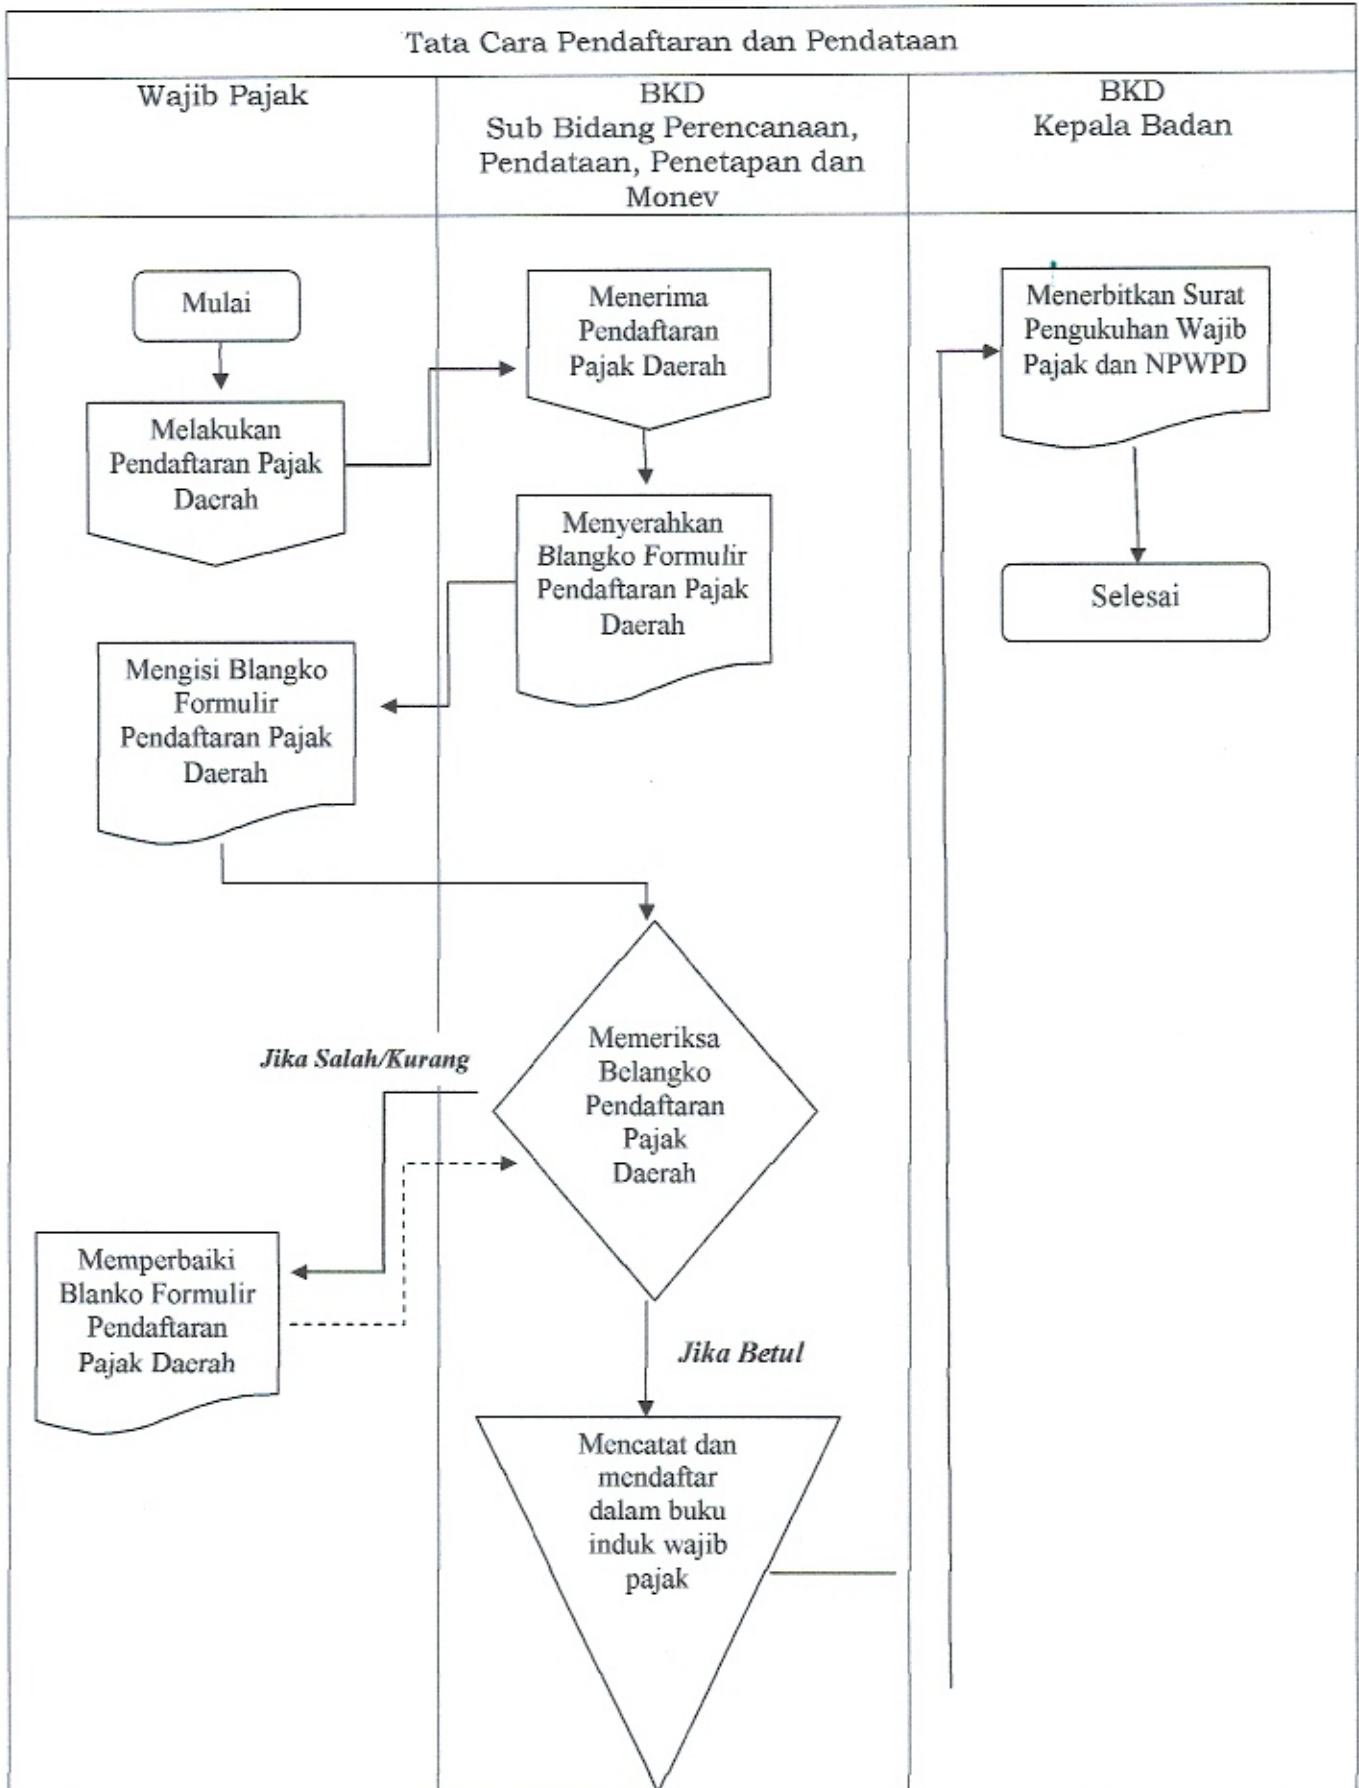 Tata Cara Pendaftaran dan Pendataan
Wajib Pajak
BKD
Sub Bidang Perencanaan,
Pendataan, Penetapan dan
Monev
BKD
Kepala Badan
Mulai
Melakukan
Pendaftaran Pajak
Daerah
Menerima
Pendaftaran
Pajak Daerah
Menyerahkan
Blangko Formulir
Pendaftaran Pajak
Daerah
Mengisi Blangko
Formulir
Pendaftaran Pajak
Daerah
Memeriksa
Belangko
Pendaftaran
Pajak
Daerah
Jika Salah/Kurang
Memperbaiki
Blanko Formulir
Pendaftaran
Pajak Daerah
Jika Betul
Mencatat dan
mendaftar
dalam buku
induk wajib
pajak
Menerbitkan Surat
Pengukuhan Wajib
Pajak dan NPWPD
Selesai